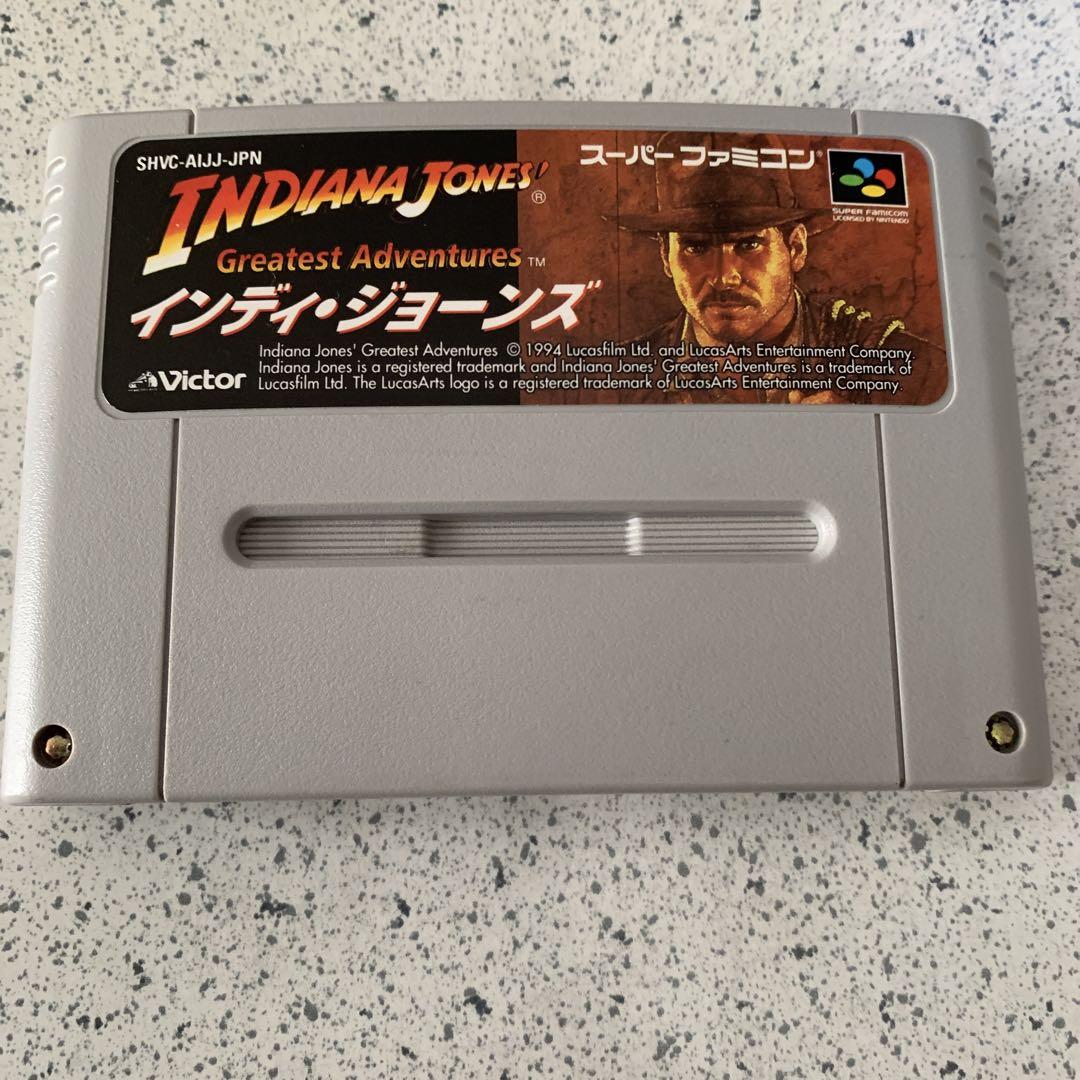 SHVC-AIJJ-JPN
INDIANA JONES' ®
Greatest Adventures ™
インディ・ジョーンズ
スーパーファミコン®
SUPER FAMICOM
LICENSED BY NINTENDO
Indiana Jones' Greatest Adventures © 1994 Lucasfilm Ltd. and LucasArts Entertainment Company.
Indiana Jones is a registered trademark and Indiana Jones' Greatest Adventures is a trademark of
Lucasfilm Ltd. The LucasArts logo is a registered trademark of LucasArts Entertainment Company.
Victor